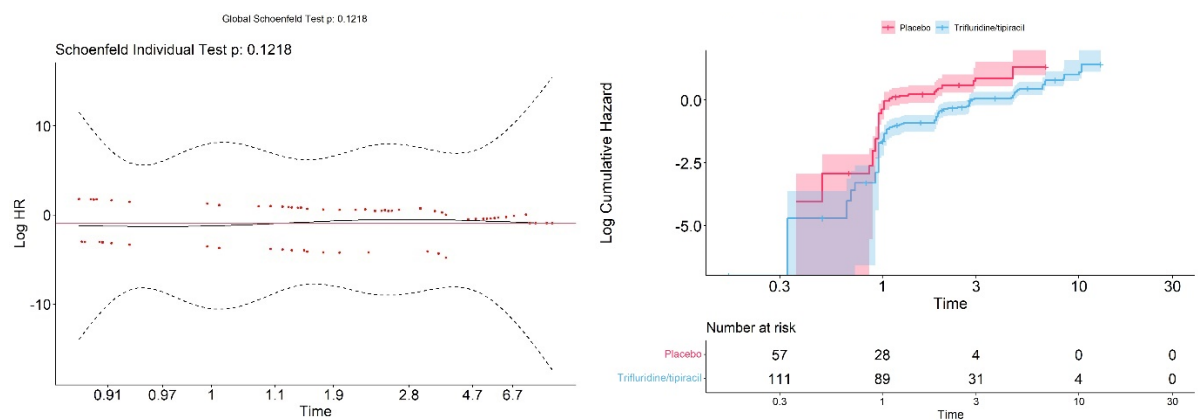 Global Schoenfeld Test p: 0.1218
Schoenfeld Individual Test p: 0.1218
Log HR
10
0
-10
0.91 0.97 1 1.1 1.9 2.8 4.7 6.7
Time
Placebo Trifluridine/tipiracil
Log Cumulative Hazard
0.0
-2.5
-5.0
0.3 1 3 10 30
Time
Number at risk
Placebo 57 28 4 0 0
Trifluridine/tipiracil 111 89 31 4 0
0.3 1 3 10 30
Time